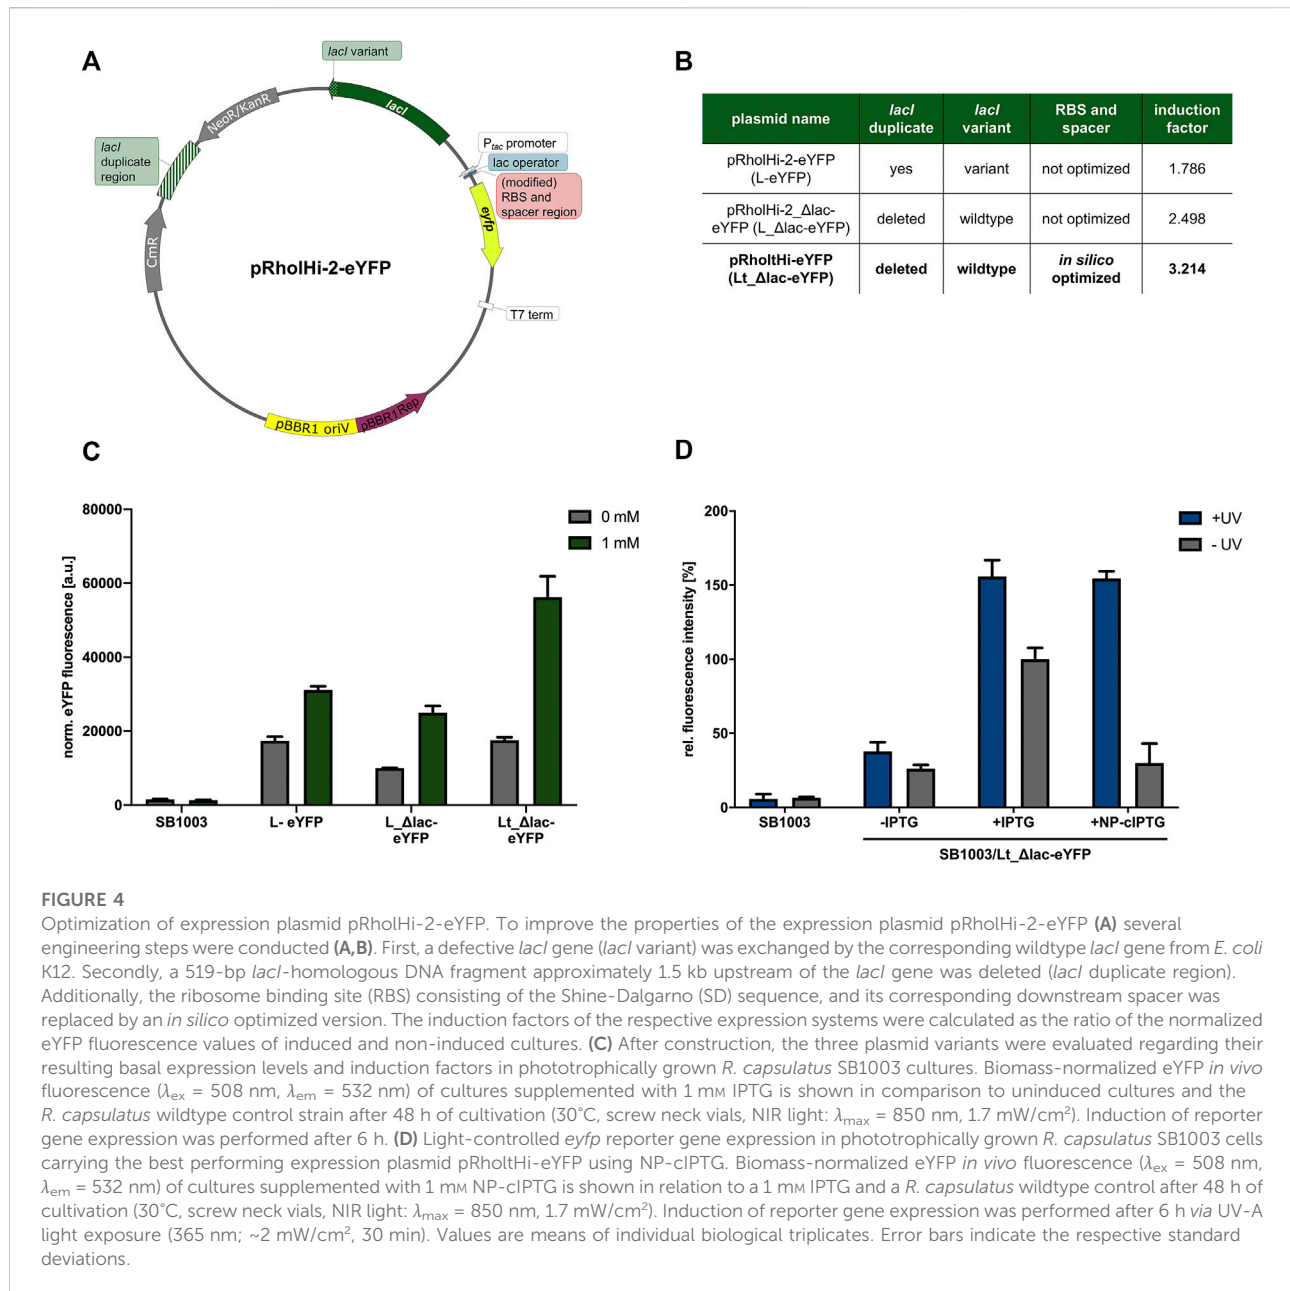 A
lacI variant
lacI
NeoR/KanR
lacI
duplicate
region
CmR
Ptac promoter
lac operator
(modified)
RBS and
spacer region
eyfp
pRholHi-2-eYFP
T7 term
pBBR1 oriV
pBBR1Rep
B
plasmid name
lacI
duplicate
lacI
variant
RBS and
spacer
induction
factor
pRholHi-2-eYFP
(L-eYFP)
yes
variant
not optimized
1.786
pRholHi-2_Δlac-
eYFP (L_Δlac-eYFP)
deleted
wildtype
not optimized
2.498
pRholtHi-eYFP
(Lt_Δlac-eYFP)
deleted
wildtype
in silico
optimized
3.214
C
norm. eYFP fluorescence [a.u.]
80000
60000
40000
20000
0
0 mM
1 mM
SB1003
L- eYFP
L_Δlac-
eYFP
Lt_Δlac-
eYFP
D
rel. fluorescence intensity [%]
200
150
100
50
0
+UV
- UV
SB1003
-IPTG
+IPTG
+NP-cIPTG
SB1003/Lt_Δlac-eYFP
FIGURE 4
Optimization of expression plasmid pRholHi-2-eYFP. To improve the properties of the expression plasmid pRholHi-2-eYFP (A) several
engineering steps were conducted (A,B). First, a defective lacI gene (lacI variant) was exchanged by the corresponding wildtype lacI gene from E. coli
K12. Secondly, a 519-bp lacI-homologous DNA fragment approximately 1.5 kb upstream of the lacI gene was deleted (lacI duplicate region).
Additionally, the ribosome binding site (RBS) consisting of the Shine-Dalgarno (SD) sequence, and its corresponding downstream spacer was
replaced by an in silico optimized version. The induction factors of the respective expression systems were calculated as the ratio of the normalized
eYFP fluorescence values of induced and non-induced cultures. (C) After construction, the three plasmid variants were evaluated regarding their
resulting basal expression levels and induction factors in phototrophically grown R. capsulatus SB1003 cultures. Biomass-normalized eYFP in vivo
fluorescence (λex = 508 nm, λem = 532 nm) of cultures supplemented with 1 mM IPTG is shown in comparison to uninduced cultures and the
R. capsulatus wildtype control strain after 48 h of cultivation (30°C, screw neck vials, NIR light: λmax = 850 nm, 1.7 mW/cm²). Induction of reporter
gene expression was performed after 6 h. (D) Light-controlled eyfp reporter gene expression in phototrophically grown R. capsulatus SB1003 cells
carrying the best performing expression plasmid pRholtHi-eYFP using NP-cIPTG. Biomass-normalized eYFP in vivo fluorescence (λex = 508 nm,
λem = 532 nm) of cultures supplemented with 1 mM NP-cIPTG is shown in relation to a 1 mM IPTG and a R. capsulatus wildtype control after 48 h of
cultivation (30°C, screw neck vials, NIR light: λmax = 850 nm, 1.7 mW/cm²). Induction of reporter gene expression was performed after 6 h via UV-A
light exposure (365 nm; ~2 mW/cm², 30 min). Values are means of individual biological triplicates. Error bars indicate the respective standard
deviations.